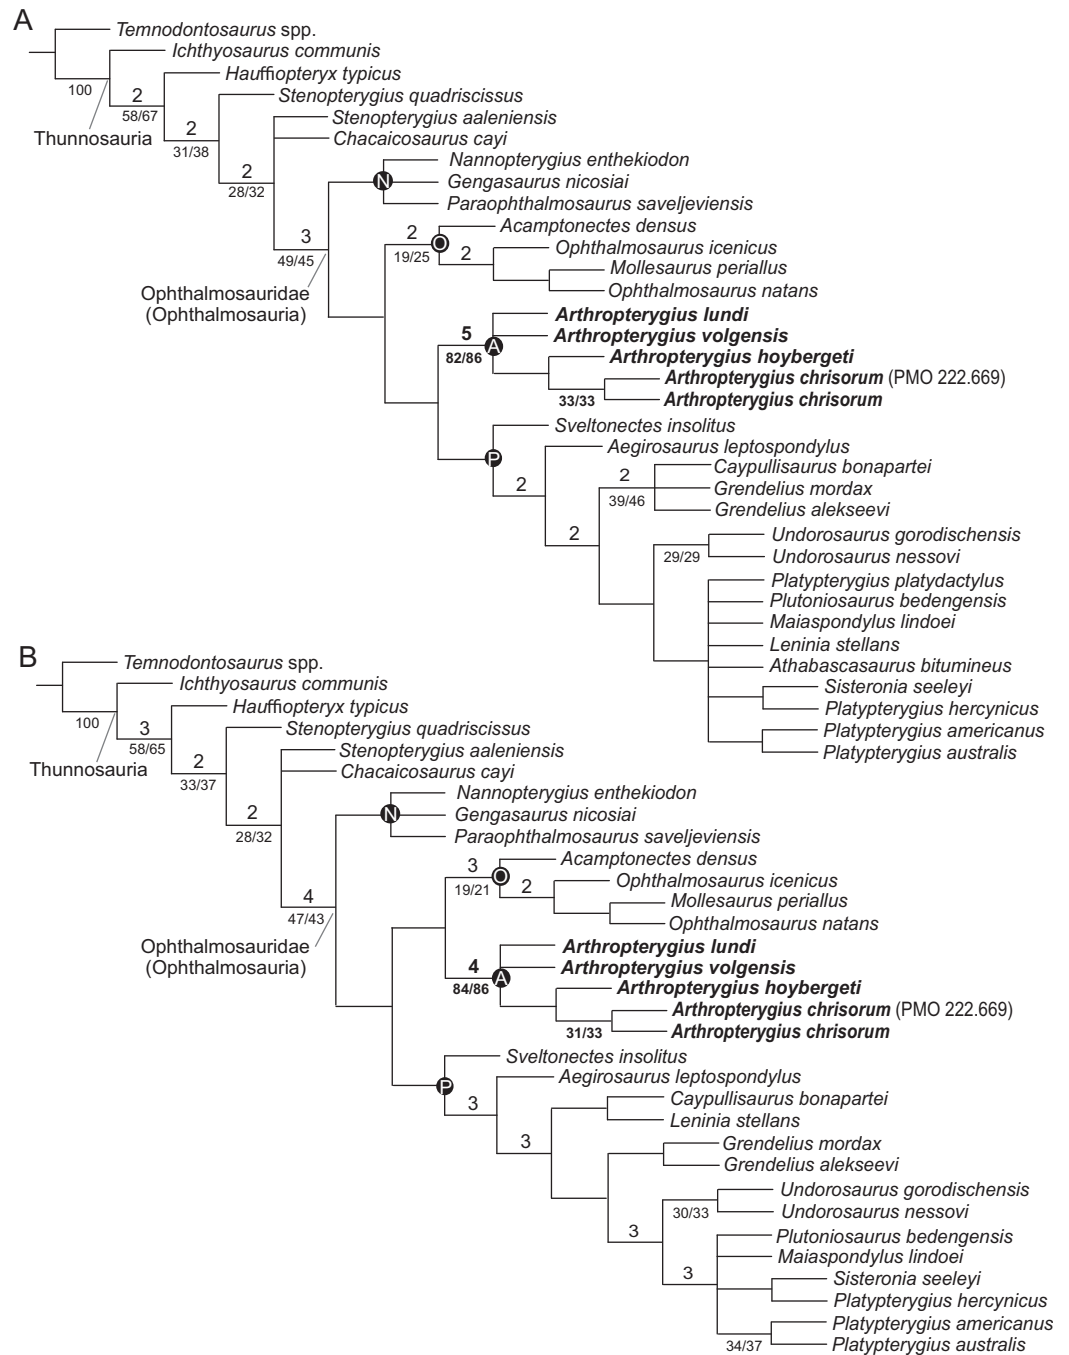 A
Temnodontosaurus spp.
Ichthyosaurus communis
100
Hauffiopteryx typicus
2
58/67
Thunnosauria
Stenopterygius quadriscissus
2
31/38
Stenopterygius aaleniensis
Chacaicosaurus cayi
2
28/32
Nannopterygius enthekiodon
N
Gengasaurus nicosiai
Paraophthalmosaurus saveljeviensis
3
49/45
Ophthalmosauridae
(Ophthalmosauria)
Acamptonectes densus
2
19/25
O
2
Ophthalmosaurus icenicus
Mollesaurus periallus
Ophthalmosaurus natans
Arthropterygius lundi
Arthropterygius volgensis
5
82/86
A
Arthropterygius hoybergeti
Arthropterygius chrisorum (PMO 222.669)
33/33
Arthropterygius chrisorum
Sveltonectes insolitus
P
Aegirosaurus leptospondylus
2
Caypullisaurus bonapartei
2
39/46
Grendelius mordax
Grendelius alekseevi
2
Undorosaurus gorodischensis
29/29
Undorosaurus nessovi
Platypterygius platydactylus
Plutoniosaurus bedengensis
Maiaspondylus lindoei
Leninia stellans
Athabascasaurus bitumineus
Sisteronia seeleyi
Platypterygius hercynicus
Platypterygius americanus
Platypterygius australis
B
Temnodontosaurus spp.
Ichthyosaurus communis
100
Hauffiopteryx typicus
3
58/65
Thunnosauria
Stenopterygius quadriscissus
2
33/37
Stenopterygius aaleniensis
Chacaicosaurus cayi
2
28/32
Nannopterygius enthekiodon
N
Gengasaurus nicosiai
Paraophthalmosaurus saveljeviensis
4
47/43
Ophthalmosauridae
(Ophthalmosauria)
Acamptonectes densus
3
19/21
O
2
Ophthalmosaurus icenicus
Mollesaurus periallus
Ophthalmosaurus natans
Arthropterygius lundi
Arthropterygius volgensis
4
84/86
A
Arthropterygius hoybergeti
Arthropterygius chrisorum (PMO 222.669)
31/33
Arthropterygius chrisorum
Sveltonectes insolitus
P
Aegirosaurus leptospondylus
3
Caypullisaurus bonapartei
Leninia stellans
3
Grendelius mordax
Grendelius alekseevi
Undorosaurus gorodischensis
30/33
Undorosaurus nessovi
3
Plutoniosaurus bedengensis
Maiaspondylus lindoei
3
Sisteronia seeleyi
Platypterygius hercynicus
Platypterygius americanus
34/37
Platypterygius australis